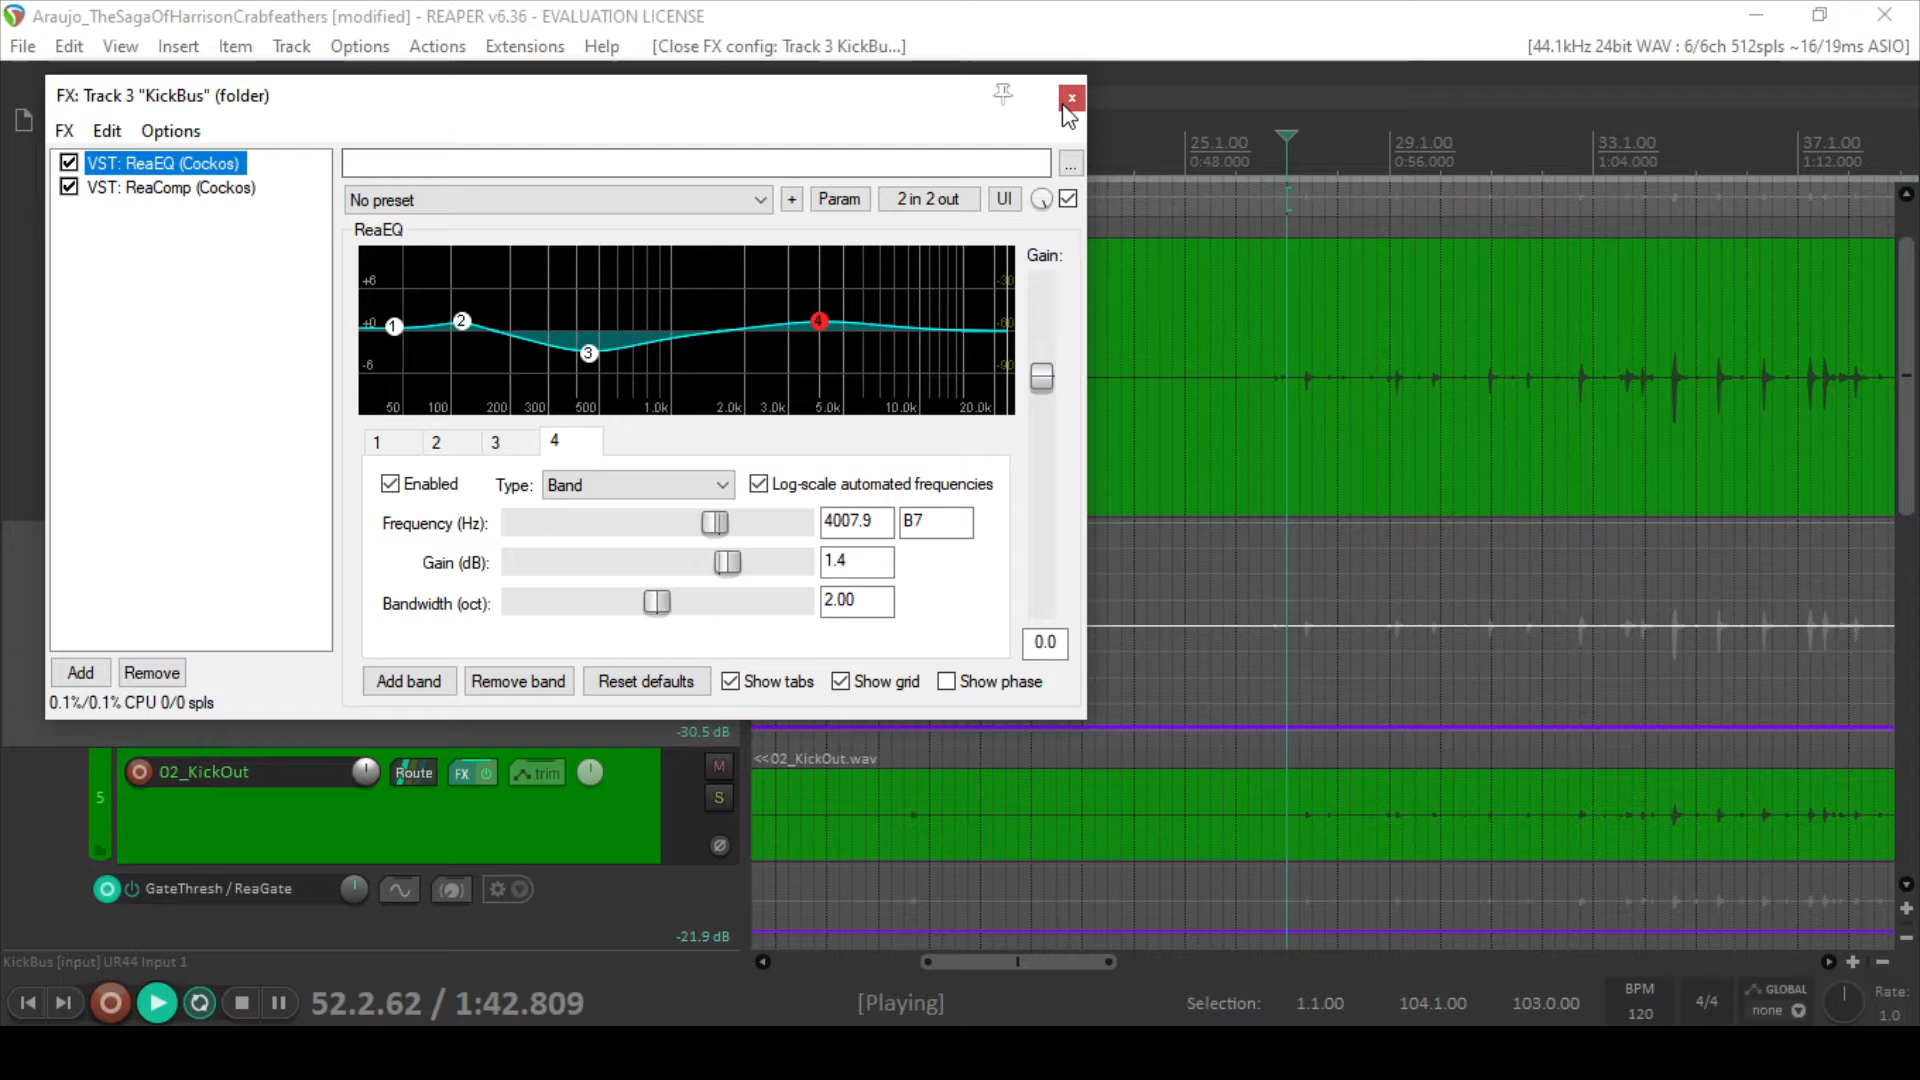 Araujo_TheSagaOfHarrisonCrabfeathers [modified] - REAPER v6.36 - EVALUATION LICENSE
File Edit View Insert Item Track Options Actions Extensions Help [Close FX config: Track 3 KickBu...] [44.1kHz 24bit WAV : 6/6ch 512spls ~16/19ms ASIO]
FX: Track 3 "KickBus" (folder)
x
FX Edit Options
VST: ReaEQ (Cockos)
VST: ReaComp (Cockos)
...
No preset + Param 2 in 2 out UI
ReaEQ
Gain:
+6 -30
+0 -60
-6 -90
1 2 3 4
50 100 200 300 500 1.0k 2.0k 3.0k 5.0k 10.0k 20.0k
1 2 3 4
Enabled Type: Band Log-scale automated frequencies
Frequency (Hz): 4007.9 B7
Gain (dB): 1.4
Bandwidth (oct): 2.00
0.0
Add band Remove band Reset defaults Show tabs Show grid Show phase
Add Remove
0.1%/0.1% CPU 0/0 spls
25.1.00 29.1.00 33.1.00 37.1.00
0:48.000 0:56.000 1:04.000 1:12.000
-30.5 dB
<<02_KickOut.wav
5 02_KickOut Route FX trim M
S
GateThresh / ReaGate
-21.9 dB
KickBus [input] UR44 Input 1
52.2.62 / 1:42.809 [Playing] Selection: 1.1.00 104.1.00 103.0.00
BPM
120
4/4
GLOBAL
none
Rate:
1.0